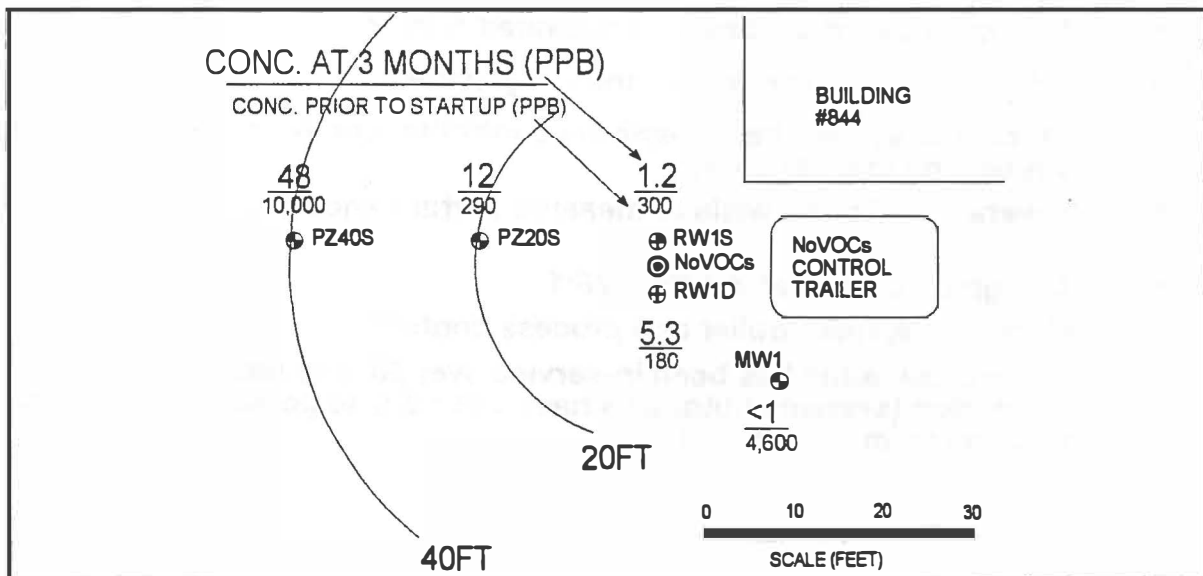 CONC. AT 3 MONTHS (PPB)
CONC. PRIOR TO STARTUP (PPB)
BUILDING
#844
48
10,000
12
290
1.2
300
PZ40S
PZ20S
RW1S
NoVOCs
RW1D
NoVOCs
CONTROL
TRAILER
5.3
180
MW1
<1
4,600
20FT
40FT
0 10 20 30
SCALE (FEET)